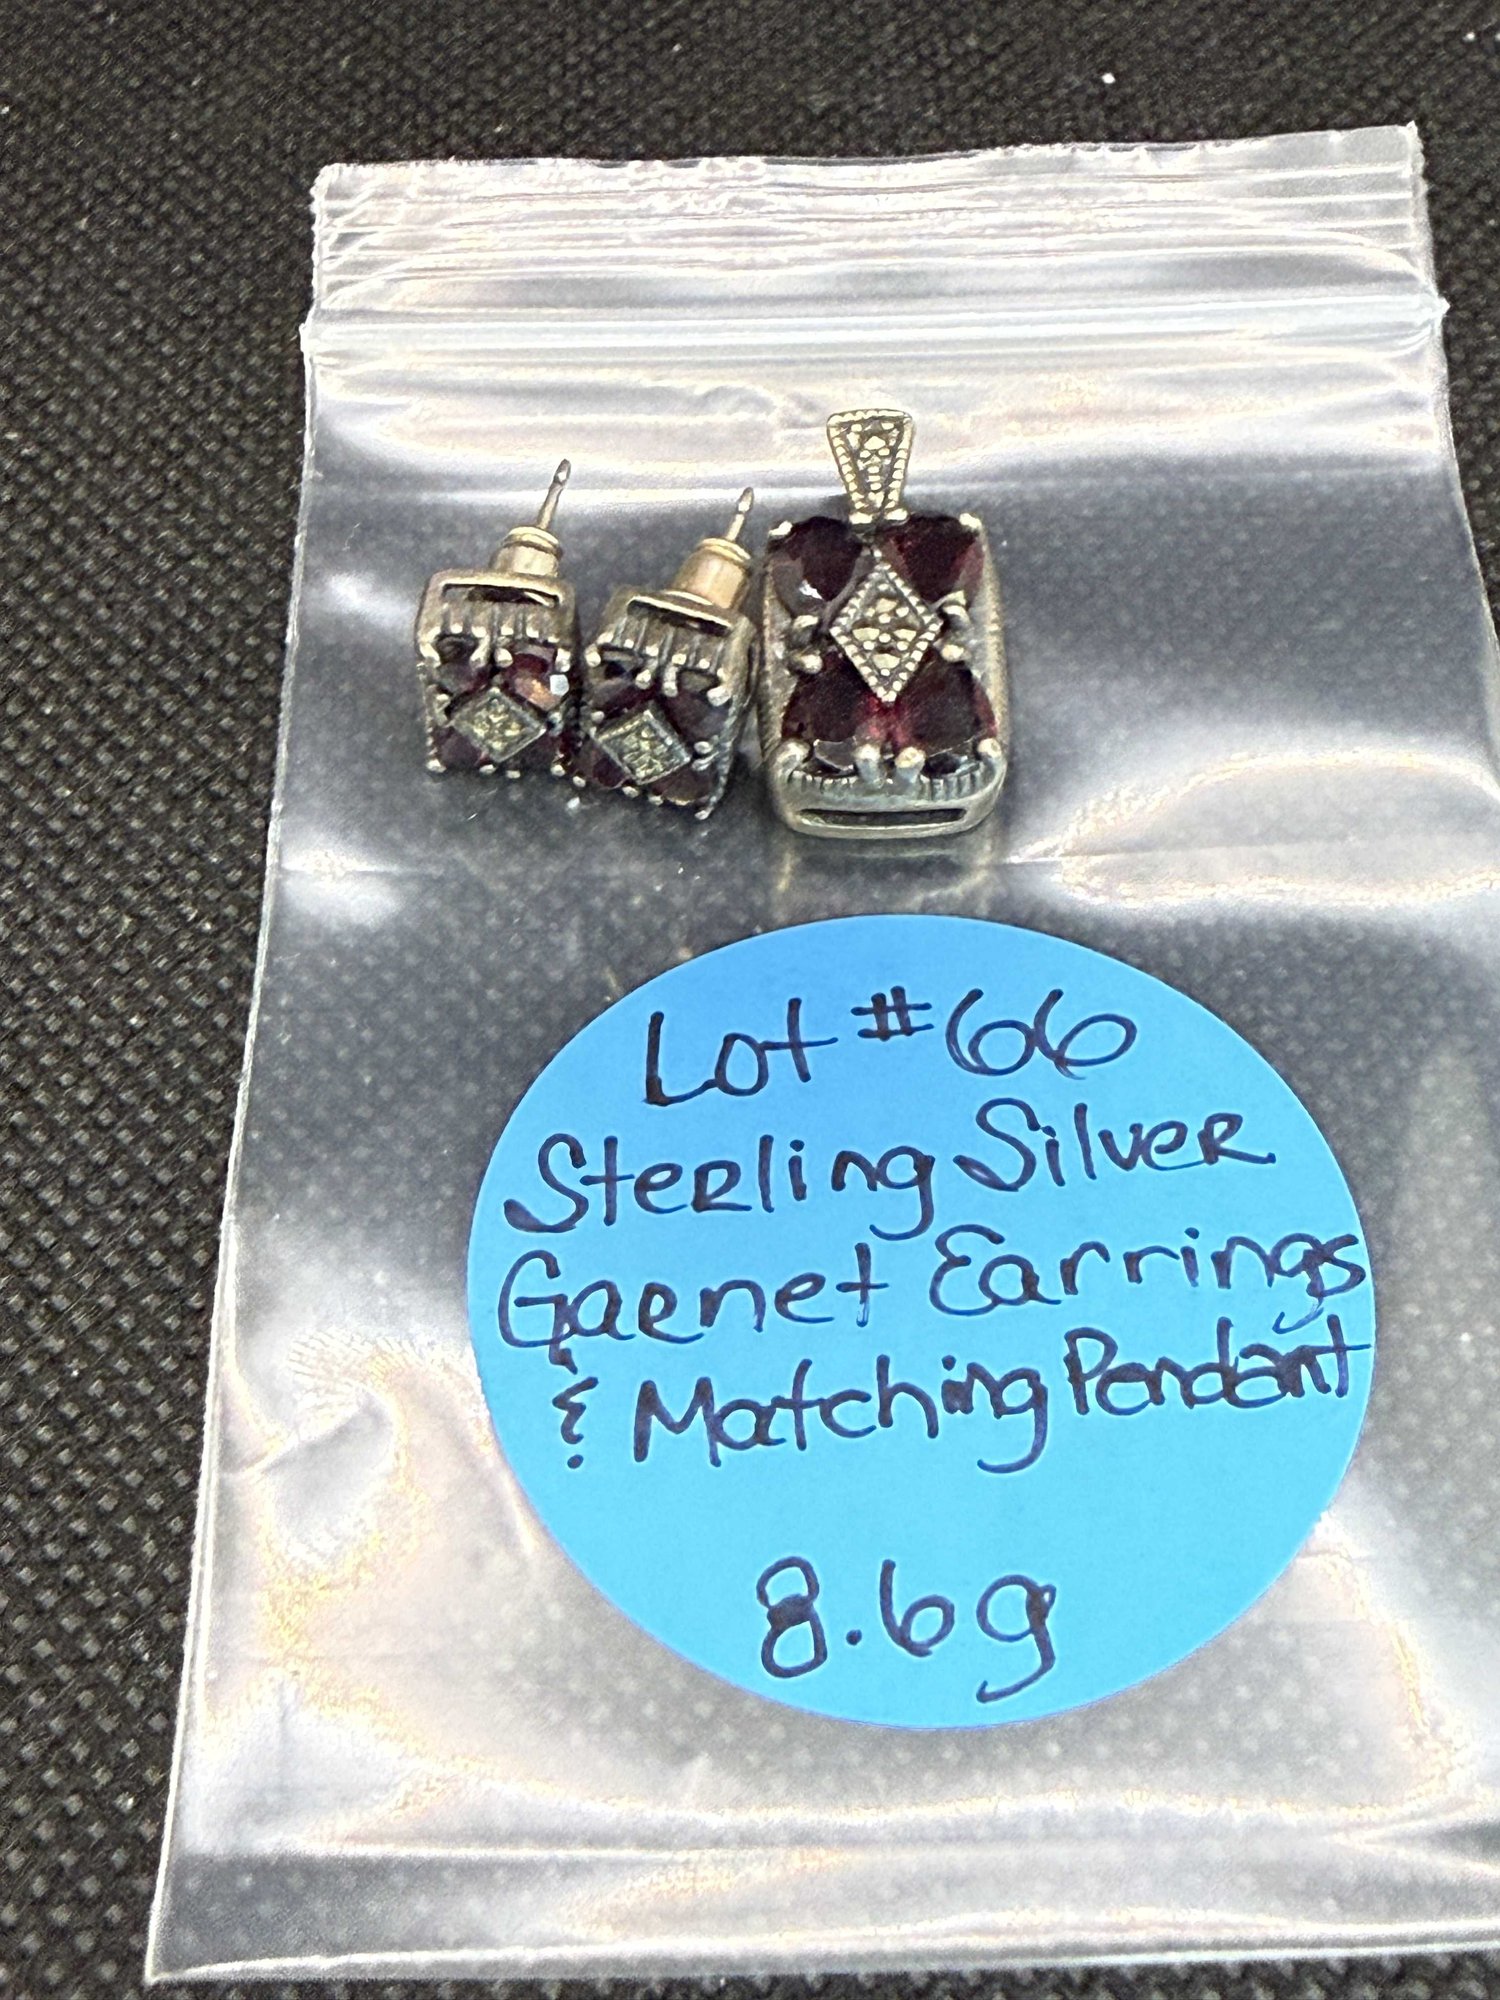 Lot #66
Sterling Silver
Garnet Earrings
& Matching Pendant
8.6g